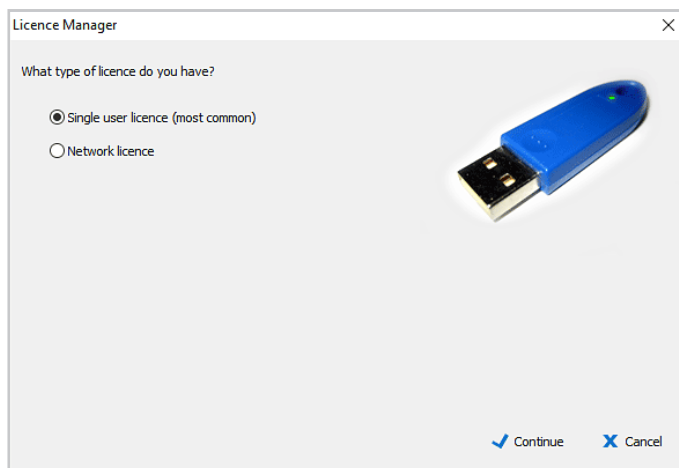 Licence Manager
What type of licence do you have?
Single user licence (most common)
Network licence
Continue
Cancel